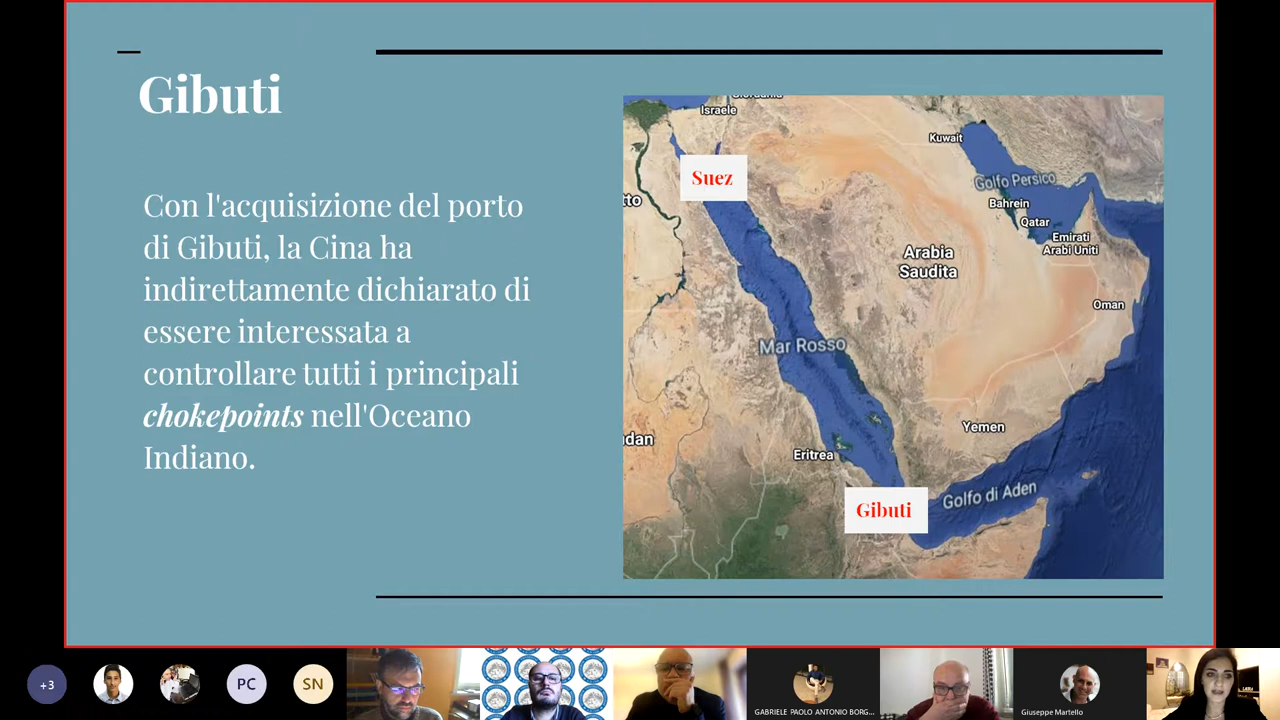 Gibuti
Con l'acquisizione del porto
di Gibuti, la Cina ha
indirettamente dichiarato di
essere interessata a
controllare tutti i principali
chokepoints nell'Oceano
Indiano.
Israele
Kuwait
Suez
Golfo Persico
Bahrein
Qatar
Emirati
Arabi Uniti
Arabia
Saudita
Oman
Mar Rosso
Yemen
Eritrea
Golfo di Aden
Gibuti
+3
PC
SN
GABRIELE PAOLO ANTONIO BORG...
Giuseppe Martello